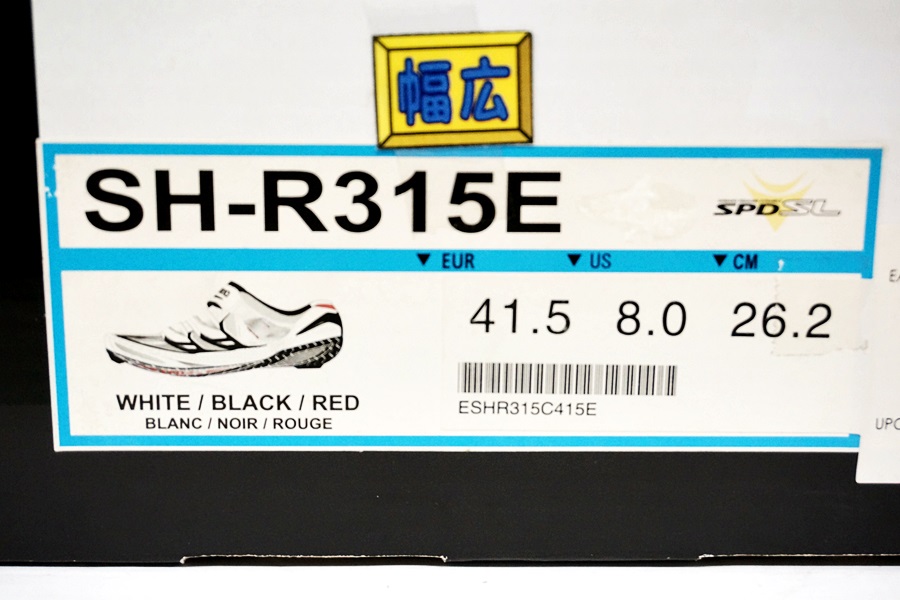 幅広
SH-R315E
SPD-SL
▼ EUR ▼ US ▼ CM
41.5 8.0 26.2
ESHR315C415E
WHITE / BLACK / RED
BLANC / NOIR / ROUGE
UPC